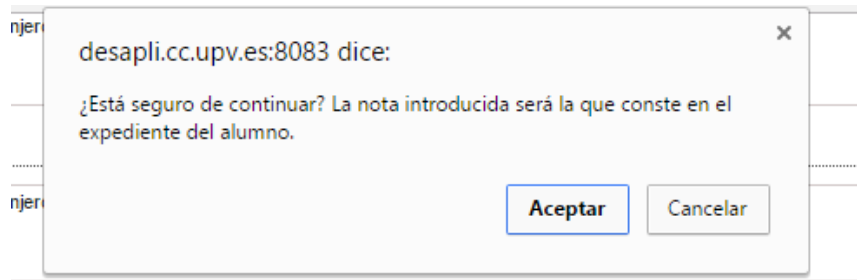 njer
desapli.cc.upv.es:8083 dice:
¿Está seguro de continuar? La nota introducida será la que conste en el
expediente del alumno.
njer
Aceptar Cancelar